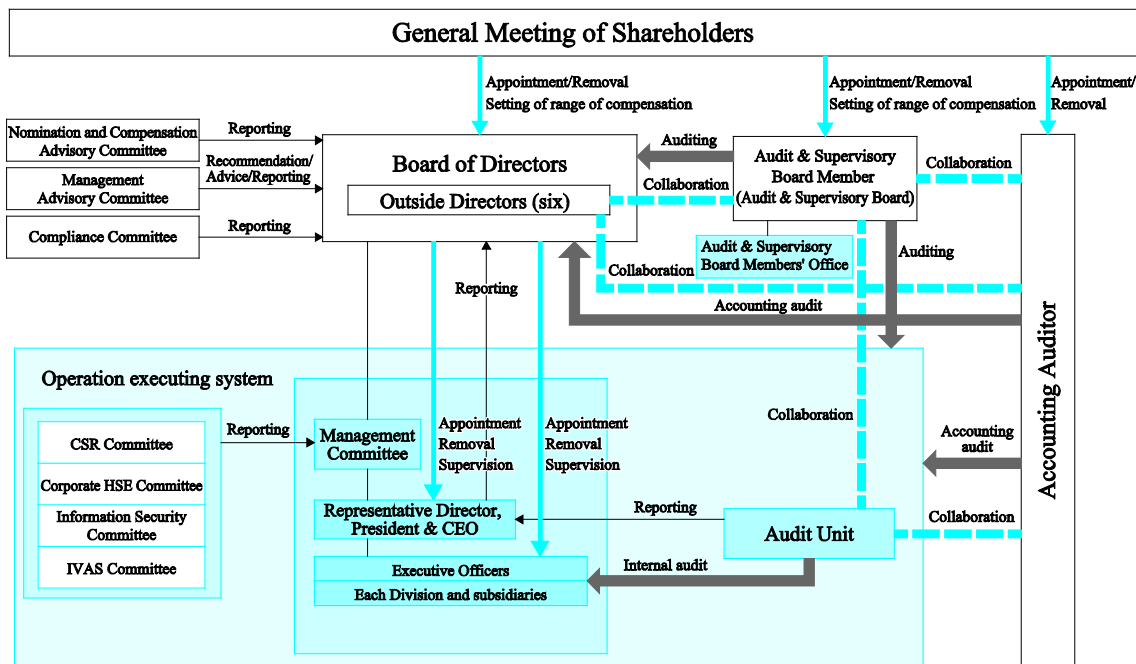 General Meeting of Shareholders
Appointment/Removal
Setting of range of compensation
Appointment/Removal
Setting of range of compensation
Appointment/
Removal
Nomination and Compensation
Advisory Committee
Reporting
Management
Advisory Committee
Recommendation/
Advice/Reporting
Compliance Committee
Reporting
Board of Directors
Outside Directors (six)
Auditing
Collaboration
Audit & Supervisory
Board Member
(Audit & Supervisory Board)
Collaboration
Audit & Supervisory
Board Members' Office
Auditing
Collaboration
Reporting
Accounting audit
Accounting Auditor
Operation executing system
CSR Committee
Corporate HSE Committee
Information Security
Committee
IVAS Committee
Reporting
Management
Committee
Appointment
Removal
Supervision
Appointment
Removal
Supervision
Collaboration
Accounting
audit
Representative Director,
President & CEO
Reporting
Audit Unit
Collaboration
Executive Officers
Each Division and subsidiaries
Internal audit